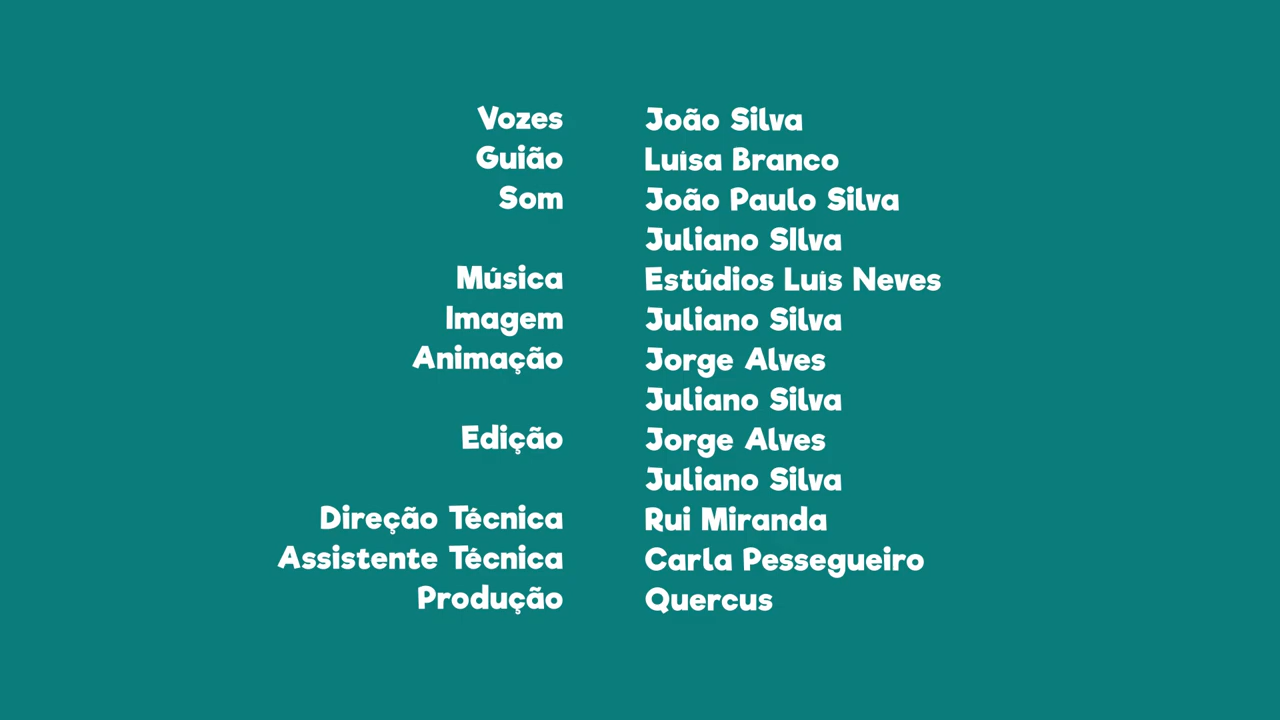 Vozes João Silva
Guião Luísa Branco
Som João Paulo Silva
Juliano SIlva
Música Estúdios Luís Neves
Imagem Juliano Silva
Animação Jorge Alves
Juliano Silva
Edição Jorge Alves
Juliano Silva
Direção Técnica Rui Miranda
Assistente Técnica Carla Pessegueiro
Produção Quercus